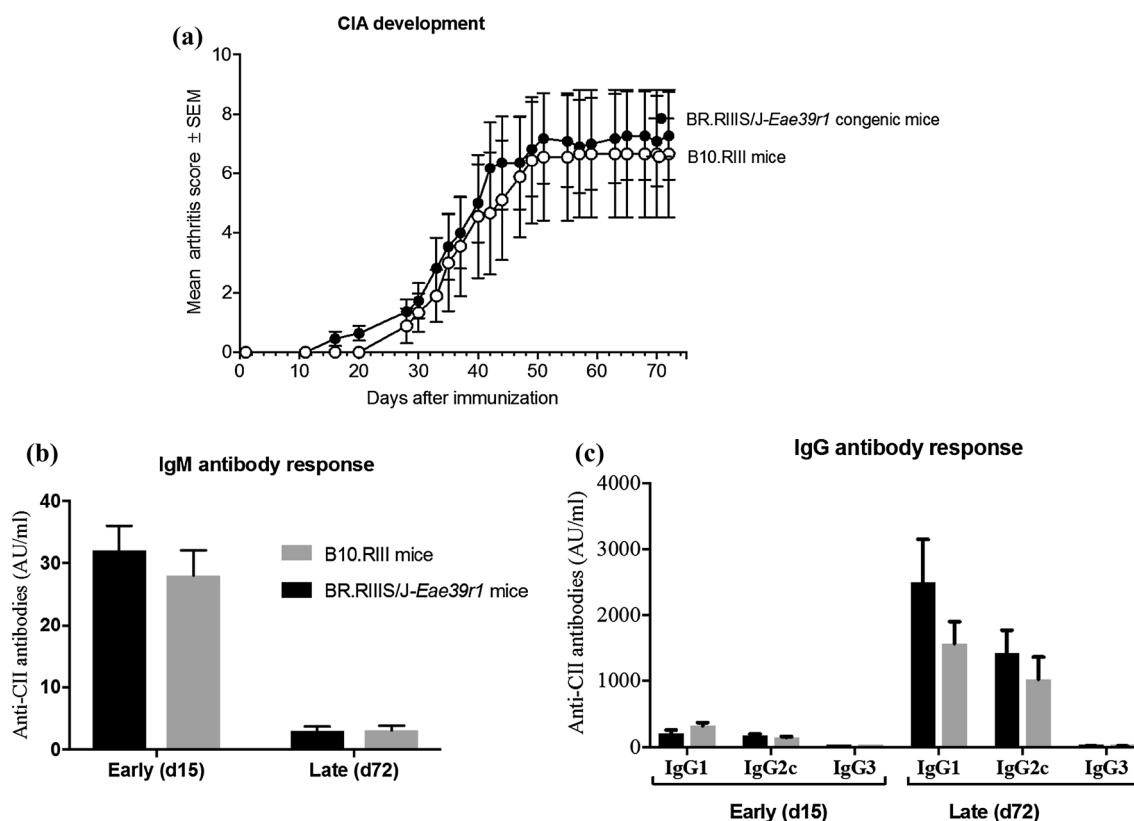 (a)
CIA development
Mean arthritis score ± SEM
10
8
6
4
2
0
0 10 20 30 40 50 60 70
Days after immunization
BR.RIIIS/J-Eae39r1 congenic mice
B10.RIII mice
(b)
IgM antibody response
Anti-CII antibodies (AU/ml)
40
30
20
10
0
Early (d15) Late (d72)
B10.RIII mice
BR.RIIIS/J-Eae39r1 mice
(c)
IgG antibody response
Anti-CII antibodies (AU/ml)
4000
3000
2000
1000
0
IgG1 IgG2c IgG3 IgG1 IgG2c IgG3
Early (d15) Late (d72)